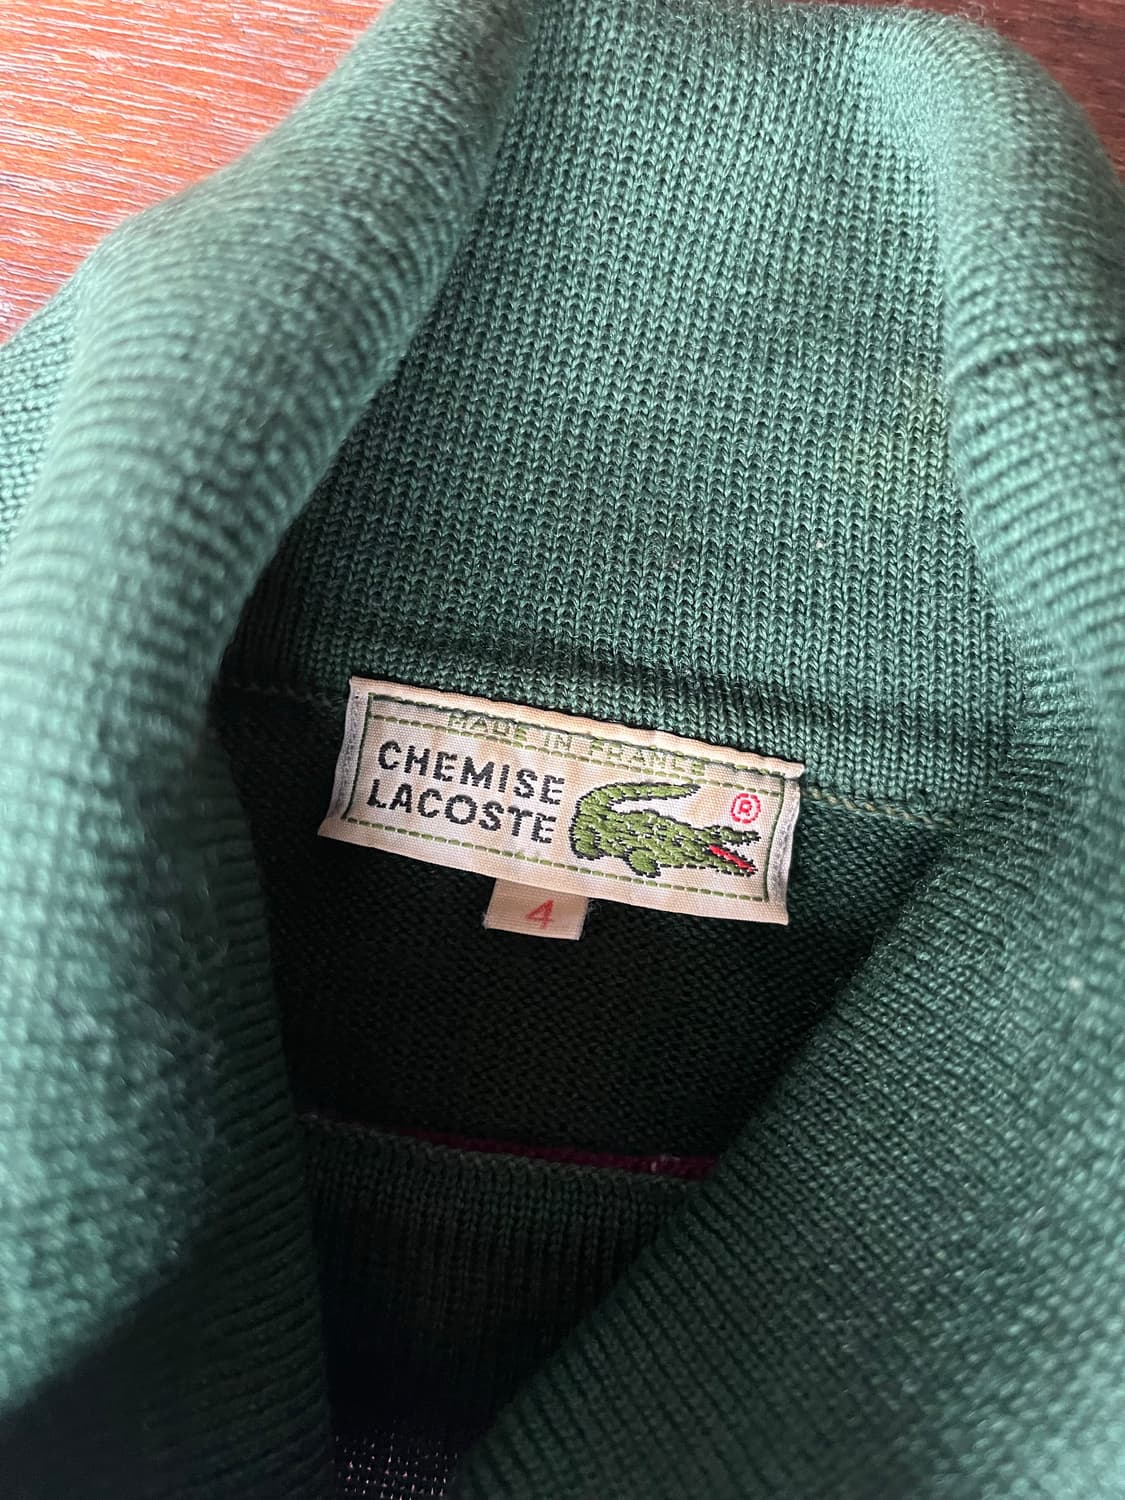 MADE IN FRANCE
CHEMISE
LACOSTE
®
4